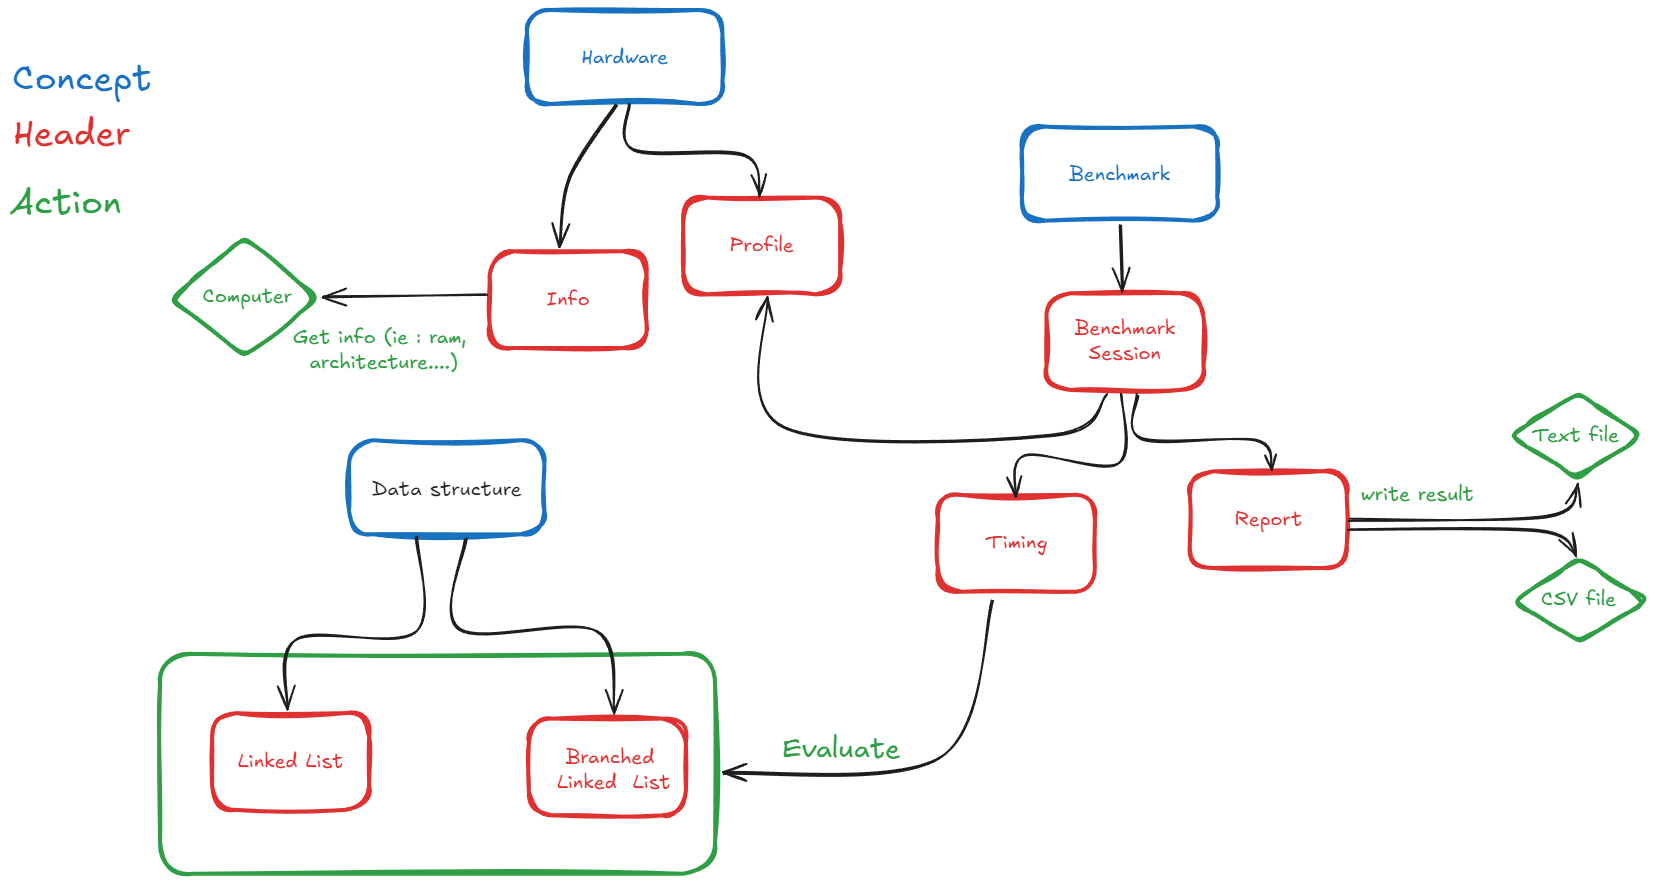 Concept
Header
Action
Hardware
Benchmark
Profile
Info
Computer
Get info (ie : ram,
architecture....)
Benchmark
Session
Data structure
Text file
write result
Report
Timing
CSV file
Evaluate
Linked List
Branched
Linked List